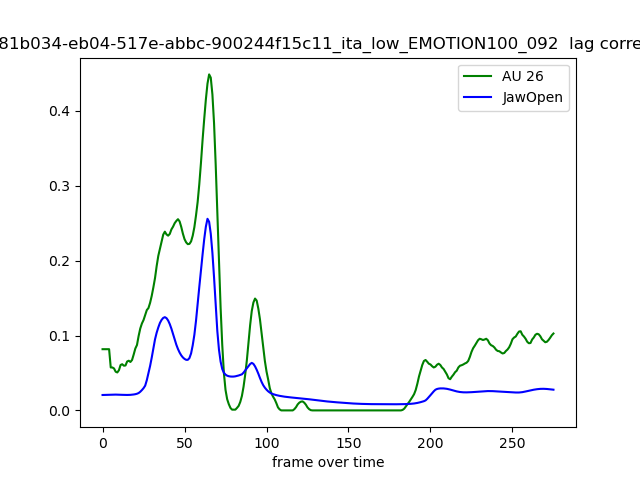 81b034-eb04-517e-abbc-900244f15c11_ita_low_EMOTION100_092  lag corre
AU 26
JawOpen
0.4
0.3
0.2
0.1
0.0
0 50 100 150 200 250
frame over time